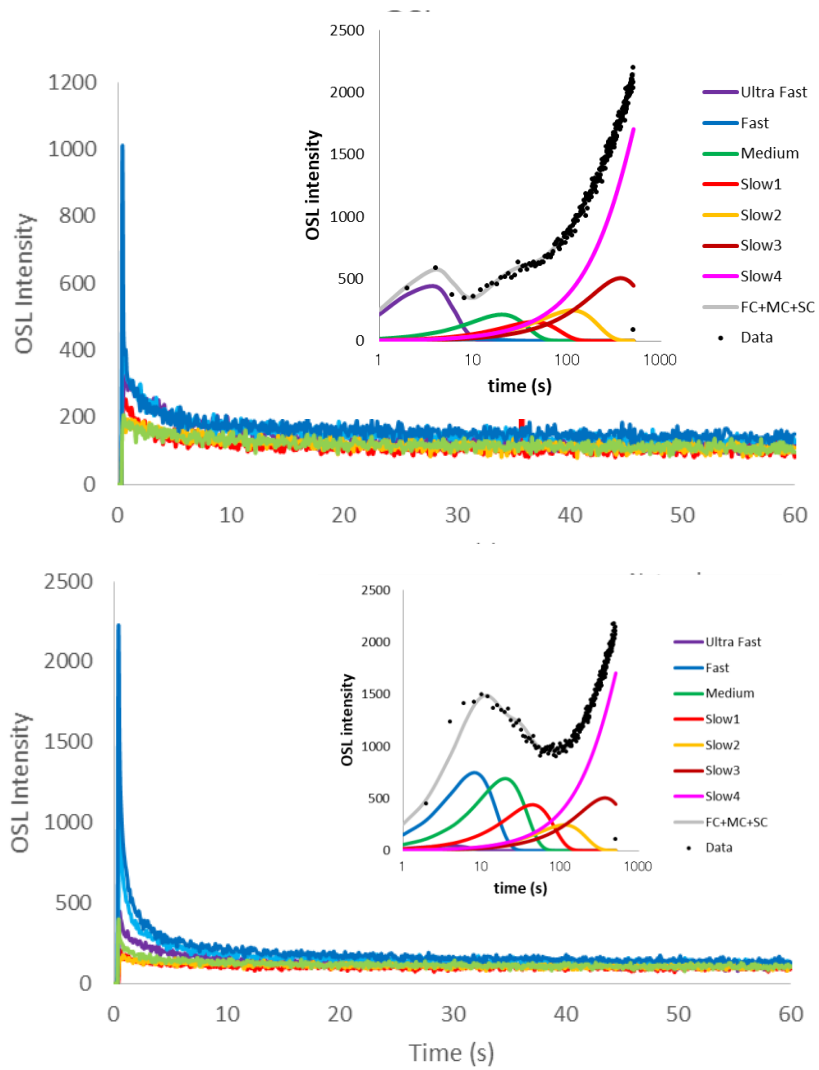 2500
2000
1500
1000
500
0
OSL intensity
1 10 100 1000
time (s)
Ultra Fast
Fast
Medium
Slow1
Slow2
Slow3
Slow4
FC+MC+SC
Data
1200
1000
800
600
400
200
0
OSL Intensity
0 10 20 30 40 50 60
2500
2000
1500
1000
500
0
OSL intensity
1 10 100 1000
time (s)
Ultra Fast
Fast
Medium
Slow1
Slow2
Slow3
Slow4
FC+MC+SC
Data
2500
2000
1500
1000
500
0
OSL Intensity
0 10 20 30 40 50 60
Time (s)